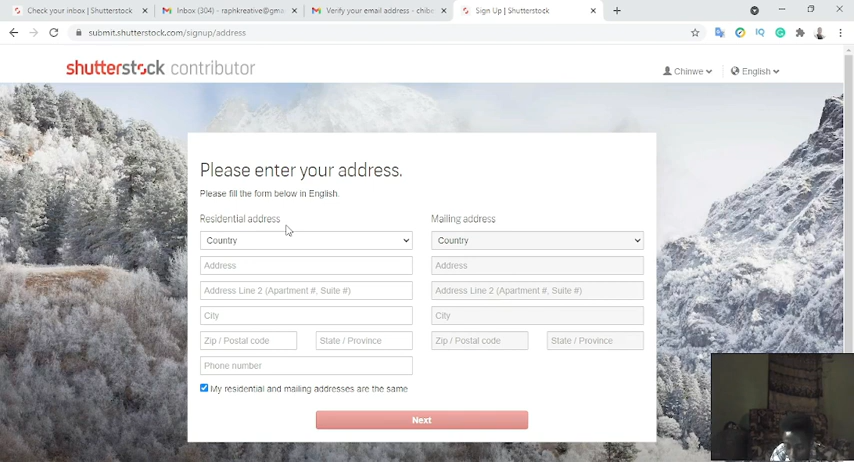 Check your inbox | Shutterstock
Inbox (304) - raphkreative@gma
Verify your email address - chibe
Sign Up | Shutterstock
submit.shutterstock.com/signup/address
shutterstock contributor
Chinwe
English
Please enter your address.
Please fill the form below in English.
Residential address
Mailing address
Country
Country
Address
Address
Address Line 2 (Apartment #, Suite #)
Address Line 2 (Apartment #, Suite #)
City
City
Zip / Postal code
State / Province
Zip / Postal code
State / Province
Phone number
My residential and mailing addresses are the same
Next